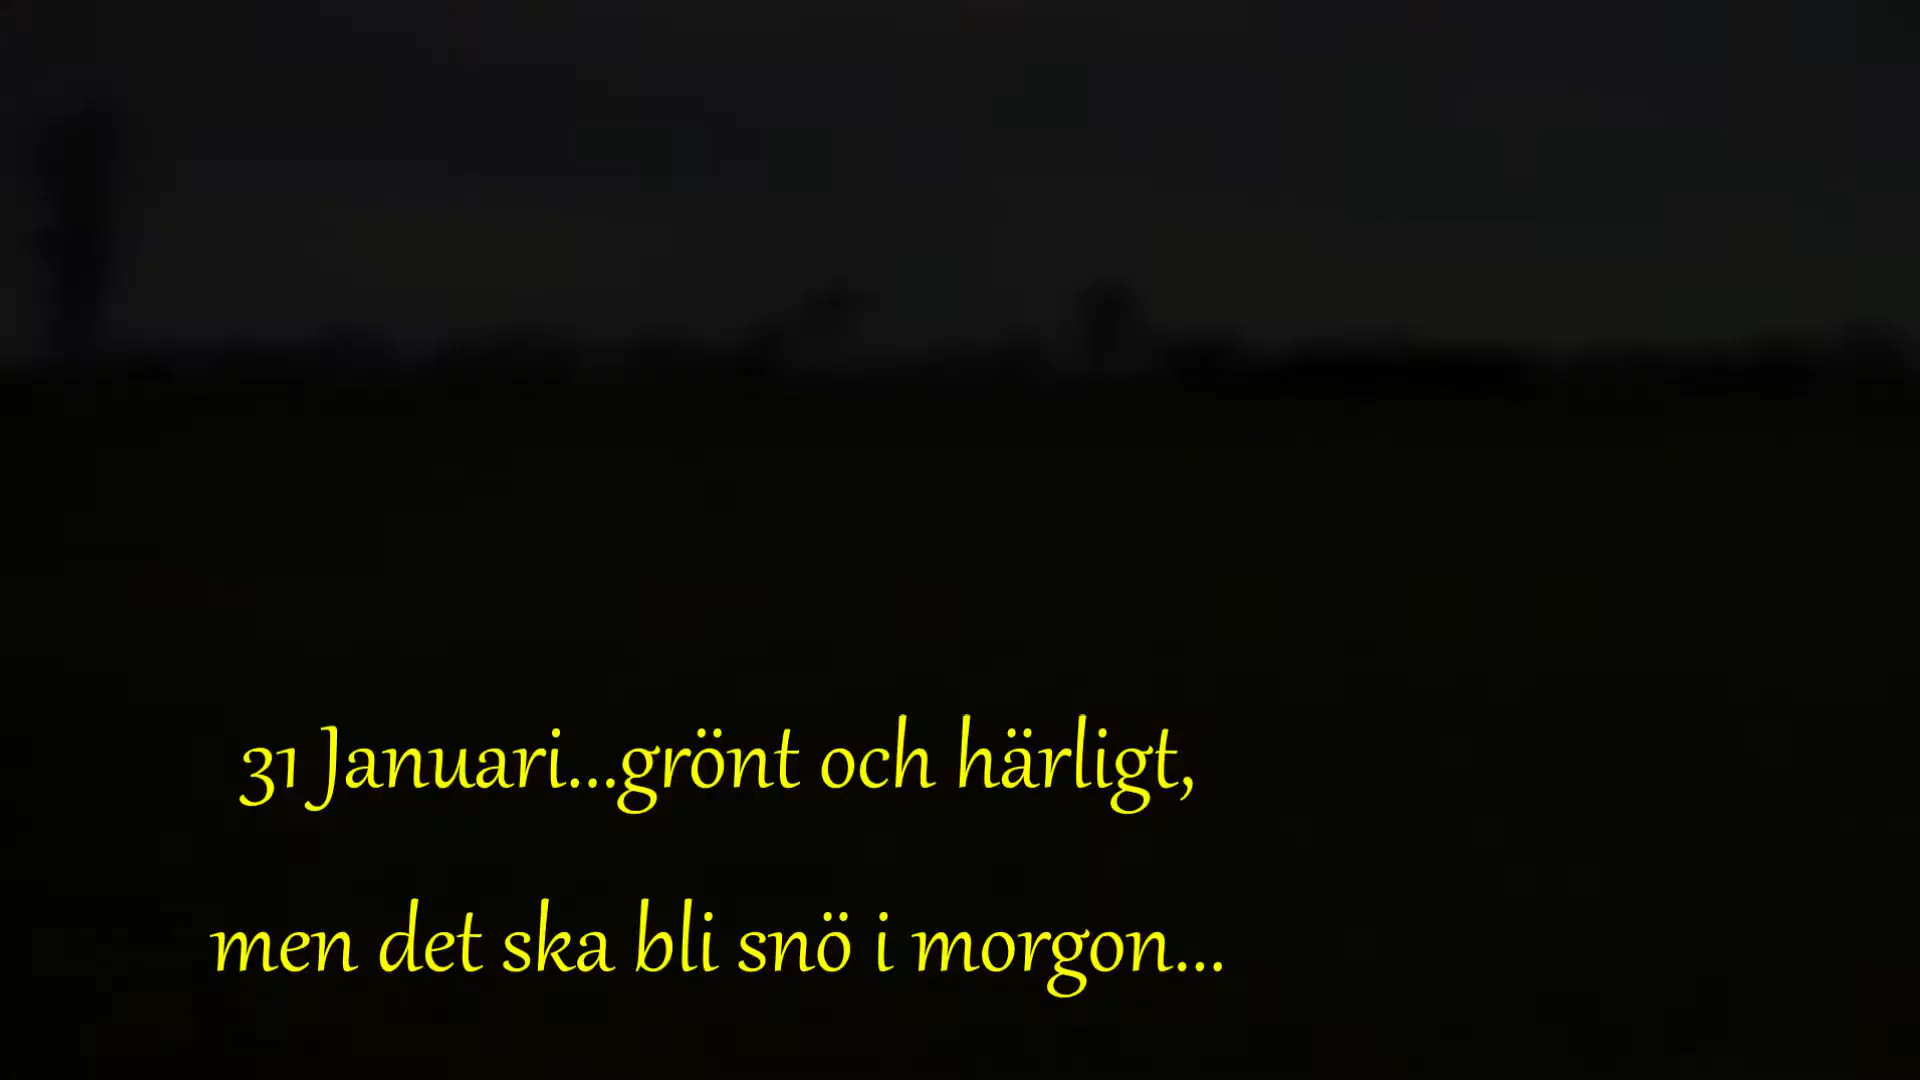 31 Januari...grönt och härligt,
men det ska bli snö i morgon...